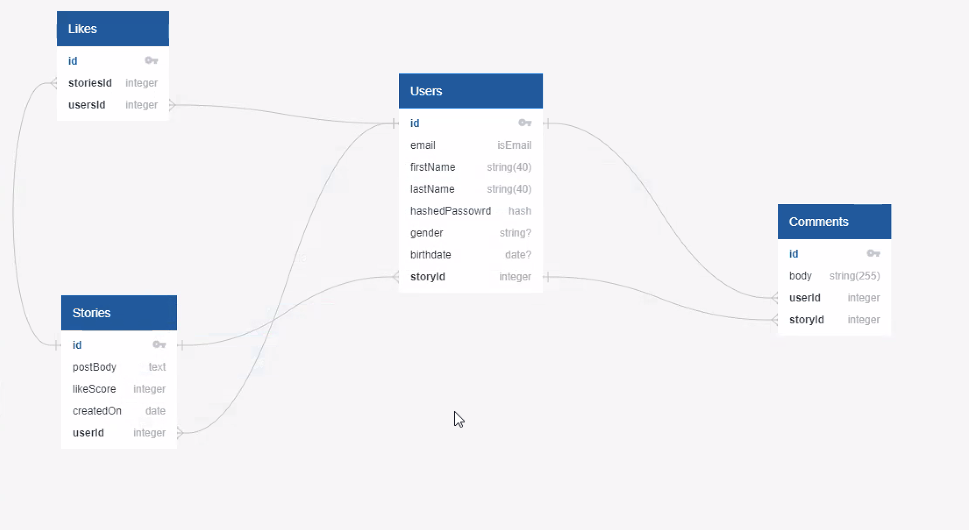 Likes
id
storiesId integer
usersId integer
Users
id
email isEmail
firstName string(40)
lastName string(40)
hashedPassowrd hash
gender string?
birthdate date?
storyId integer
Comments
id
body string(255)
userId integer
storyId integer
Stories
id
postBody text
likeScore integer
createdOn date
userId integer